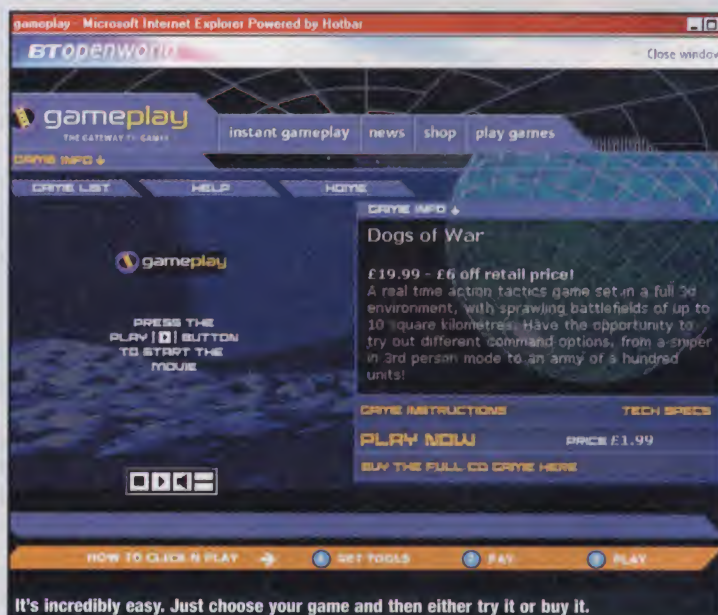 gameplay - Microsoft Internet Explorer Powered by Hotbar
BTopenworld
Close window
gameplay
THE GATEWAY TO GAMES
instant gameplay news shop play games
GAME INFO
GAME LIST HELP HOME
GAME INFO
Dogs of War
gameplay
£19.99 - £6 off retail price!
A real time action tactics game set in a full 3d
environment, with sprawling battlefields of up to
10 square kilometres. Have the opportunity to
try out different command options, from a sniper
in 3rd person mode to an army of a hundred
units!
PRESS THE
PLAY BUTTON
TO START THE
MOVIE
GAME INSTRUCTIONS TECH SPECS
PLAY NOW PRICE £1.99
BUY THE FULL CD GAME HERE
HOW TO CLICK N PLAY 1 GET TOOLS 2 PAY 3 PLAY
It's incredibly easy. Just choose your game and then either try it or buy it.